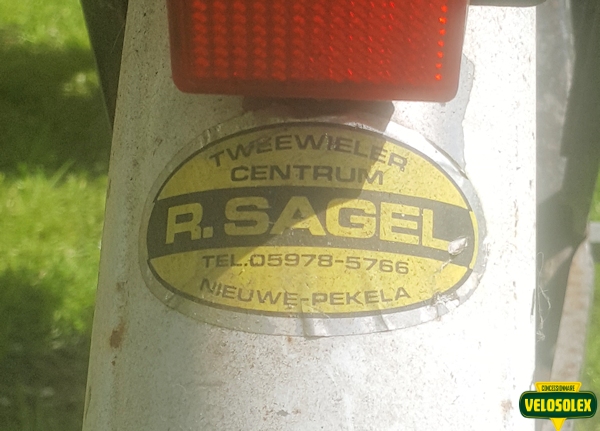 TWEEWIELER
CENTRUM
R. SAGEL
TEL.05978-5766
NIEUWE-PEKELA
CONCESSIONNAIRE
VELOSOLEX